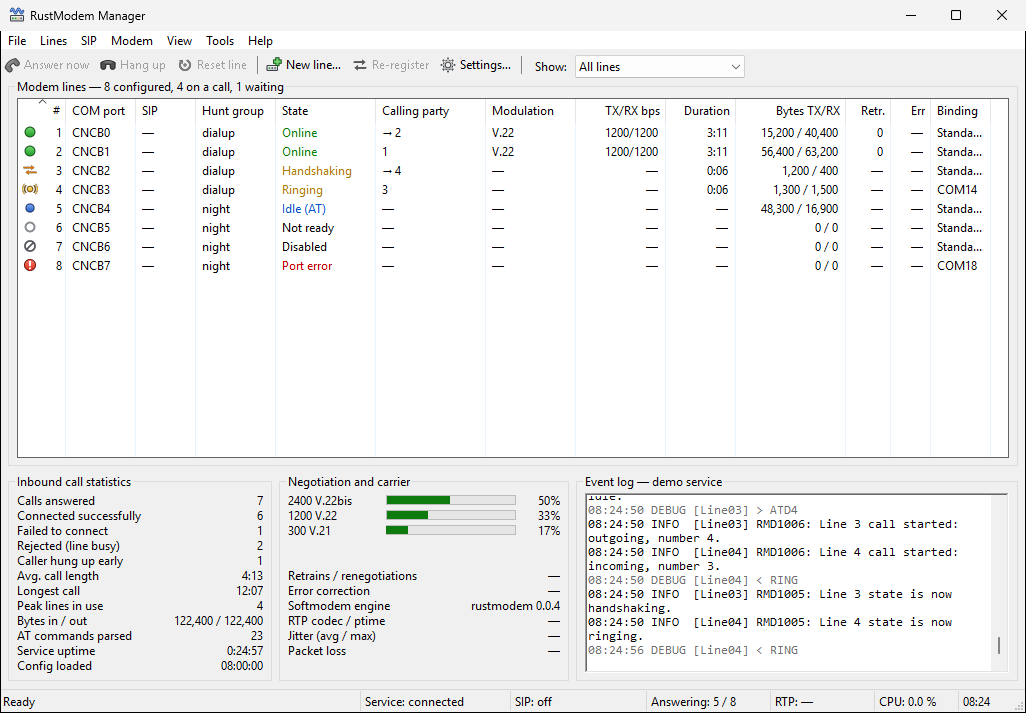 RustModem Manager
File Lines SIP Modem View Tools Help
Answer now Hang up Reset line New line... Re-register Settings... Show: All lines
Modem lines — 8 configured, 4 on a call, 1 waiting
# COM port SIP Hunt group State Calling party Modulation TX/RX bps Duration Bytes TX/RX Retr. Err Binding
1 CNCB0 — dialup Online →2 V.22 1200/1200 3:11 15,200 / 40,400 0 — Standa...
2 CNCB1 — dialup Online 1 V.22 1200/1200 3:11 56,400 / 63,200 0 — Standa...
3 CNCB2 — dialup Handshaking →4 — — 0:06 1,200 / 400 — — Standa...
4 CNCB3 — dialup Ringing 3 — — 0:06 1,300 / 1,500 — — COM14
5 CNCB4 — night Idle (AT) — — — — 48,300 / 16,900 — — Standa...
6 CNCB5 — night Not ready — — — — 0 / 0 — — Standa...
7 CNCB6 — night Disabled — — — — 0 / 0 — — Standa...
8 CNCB7 — night Port error — — — — 0 / 0 — — COM18
Inbound call statistics
Calls answered 7
Connected successfully 6
Failed to connect 1
Rejected (line busy) 2
Caller hung up early 1
Avg. call length 4:13
Longest call 12:07
Peak lines in use 4
Bytes in / out 122,400 / 122,400
AT commands parsed 23
Service uptime 0:24:57
Config loaded 08:00:00
Negotiation and carrier
2400 V.22bis 50%
1200 V.22 33%
300 V.21 17%
Retrains / renegotiations —
Error correction —
Softmodem engine rustmodem 0.0.4
RTP codec / ptime —
Jitter (avg / max) —
Packet loss —
Event log — demo service
idle.
08:24:50 DEBUG [Line03] > ATD4
08:24:50 INFO [Line03] RMD1006: Line 3 call started:
outgoing, number 4.
08:24:50 INFO [Line04] RMD1006: Line 4 call started:
incoming, number 3.
08:24:50 DEBUG [Line04] < RING
08:24:50 INFO [Line03] RMD1005: Line 3 state is now
handshaking.
08:24:50 INFO [Line04] RMD1005: Line 4 state is now
ringing.
08:24:56 DEBUG [Line04] < RING
Ready Service: connected SIP: off Answering: 5 / 8 RTP: — CPU: 0.0 % 08:24